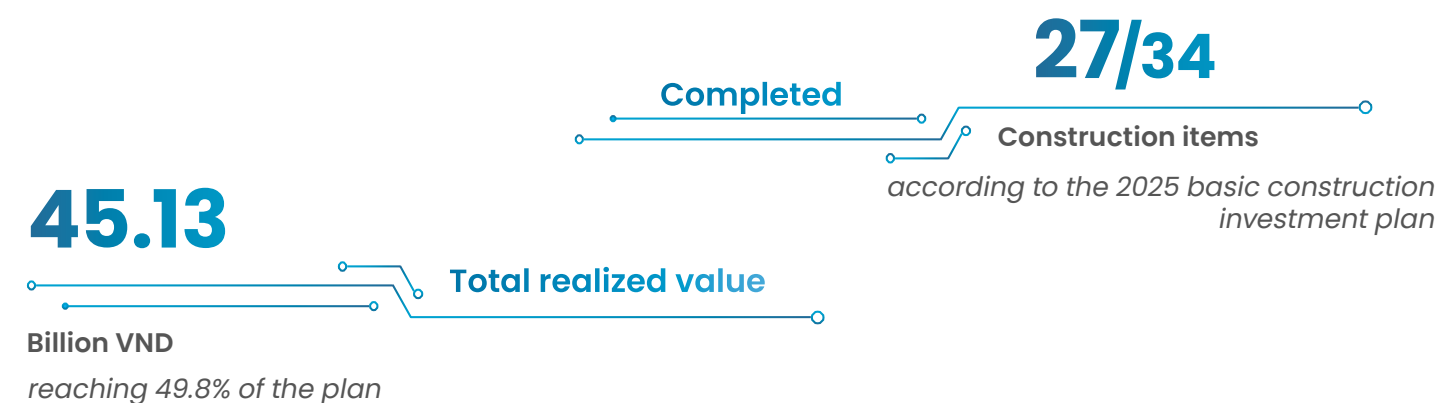 27/34
Completed
Construction items
according to the 2025 basic construction
investment plan
45.13
Total realized value
Billion VND
reaching 49.8% of the plan